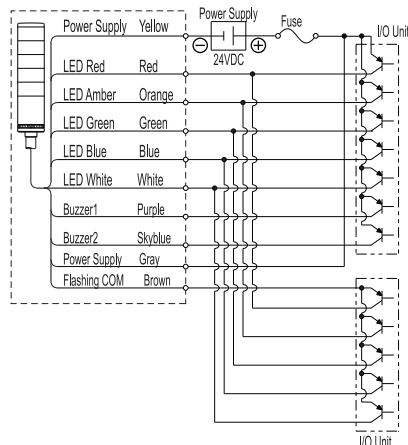 Power Supply Yellow
Power Supply
24VDC
Fuse
I/O Unit
LED Red Red
LED Amber Orange
LED Green Green
LED Blue Blue
LED White White
Buzzer1 Purple
Buzzer2 Skyblue
Power Supply Gray
Flashing COM Brown
I/O Unit